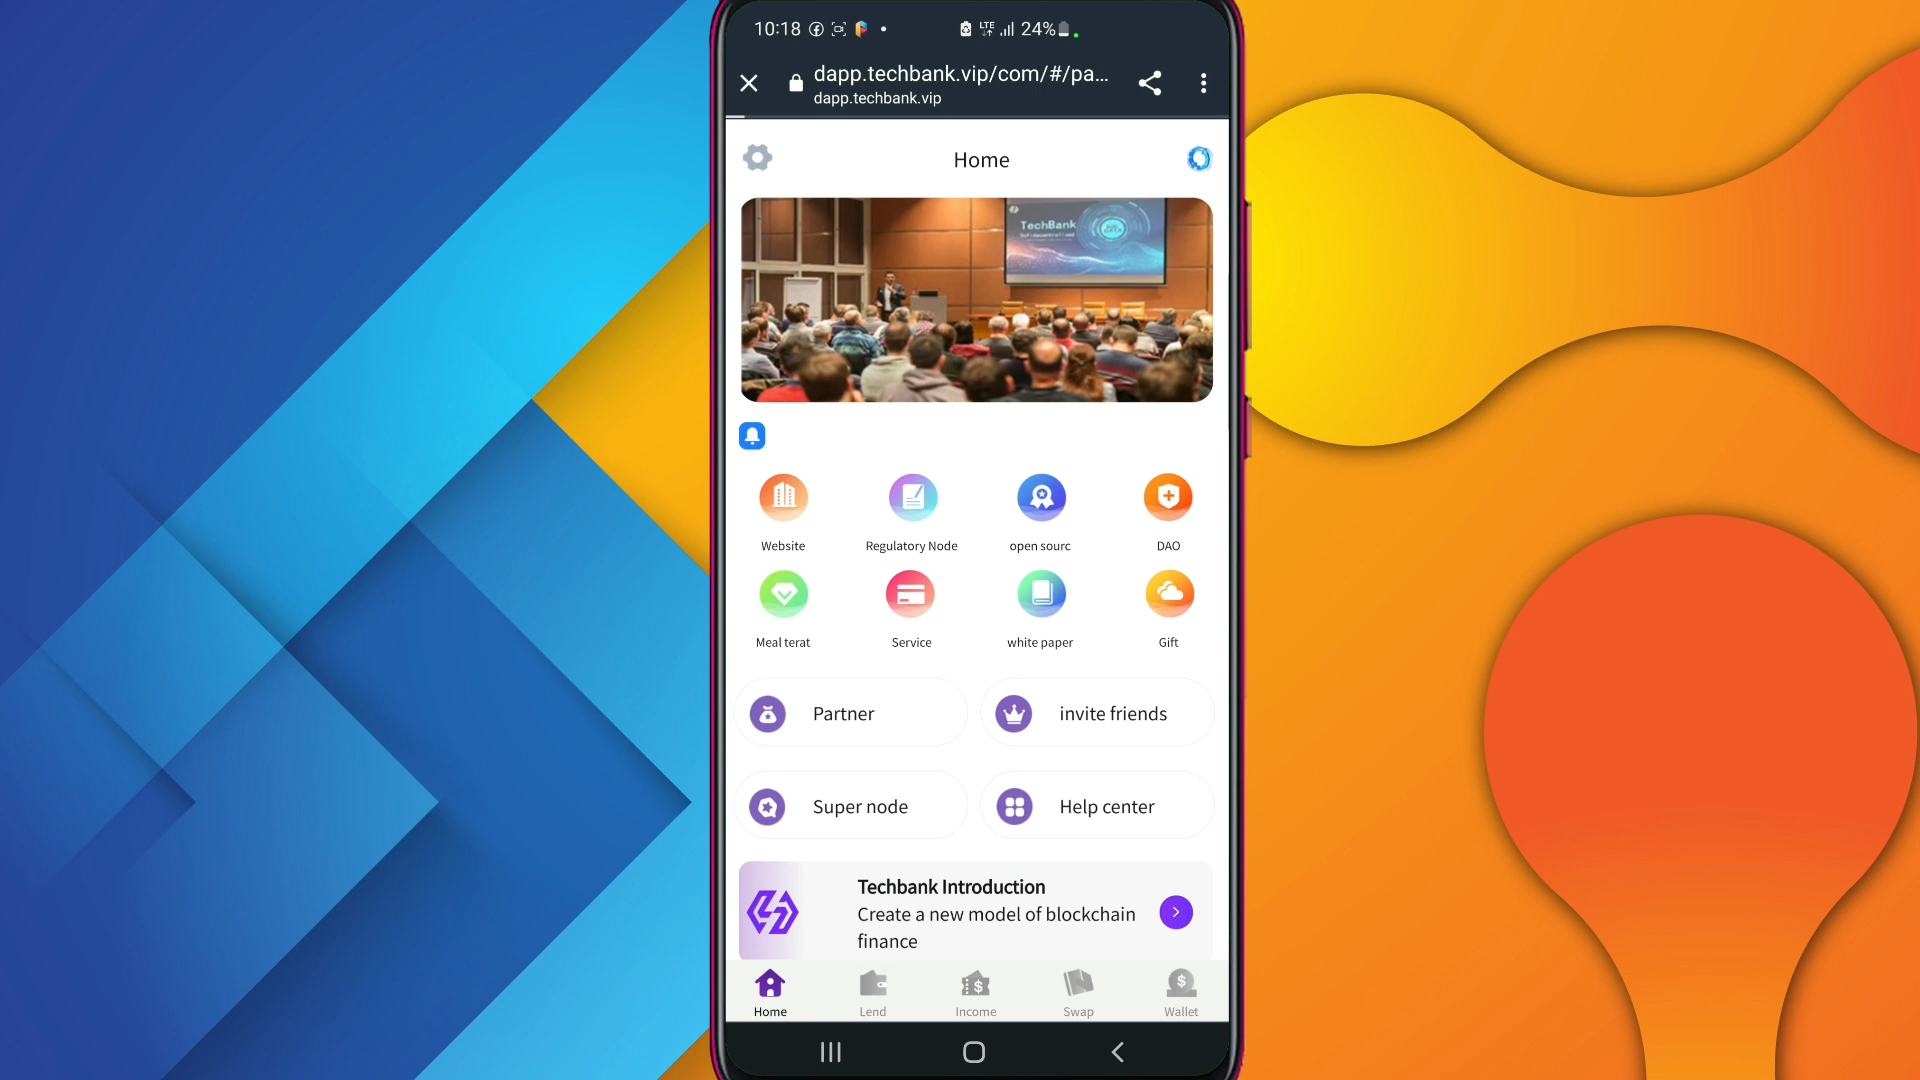 10:18
LTE
24%
dapp.techbank.vip/com/#/pa...
dapp.techbank.vip
Home
TechBank
Website
Regulatory Node
open sourc
DAO
Meal terat
Service
white paper
Gift
Partner
invite friends
Super node
Help center
Techbank Introduction
Create a new model of blockchain
finance
Home
Lend
Income
Swap
Wallet